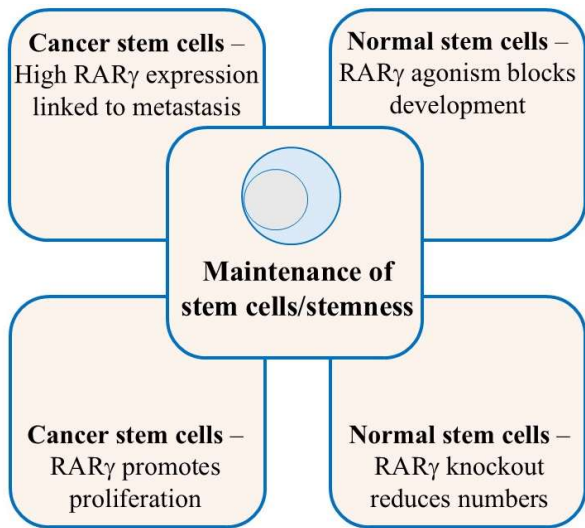 Cancer stem cells –
High RARγ expression
linked to metastasis
Normal stem cells –
RARγ agonism blocks
development
Maintenance of
stem cells/stemness
Cancer stem cells –
RARγ promotes
proliferation
Normal stem cells –
RARγ knockout
reduces numbers